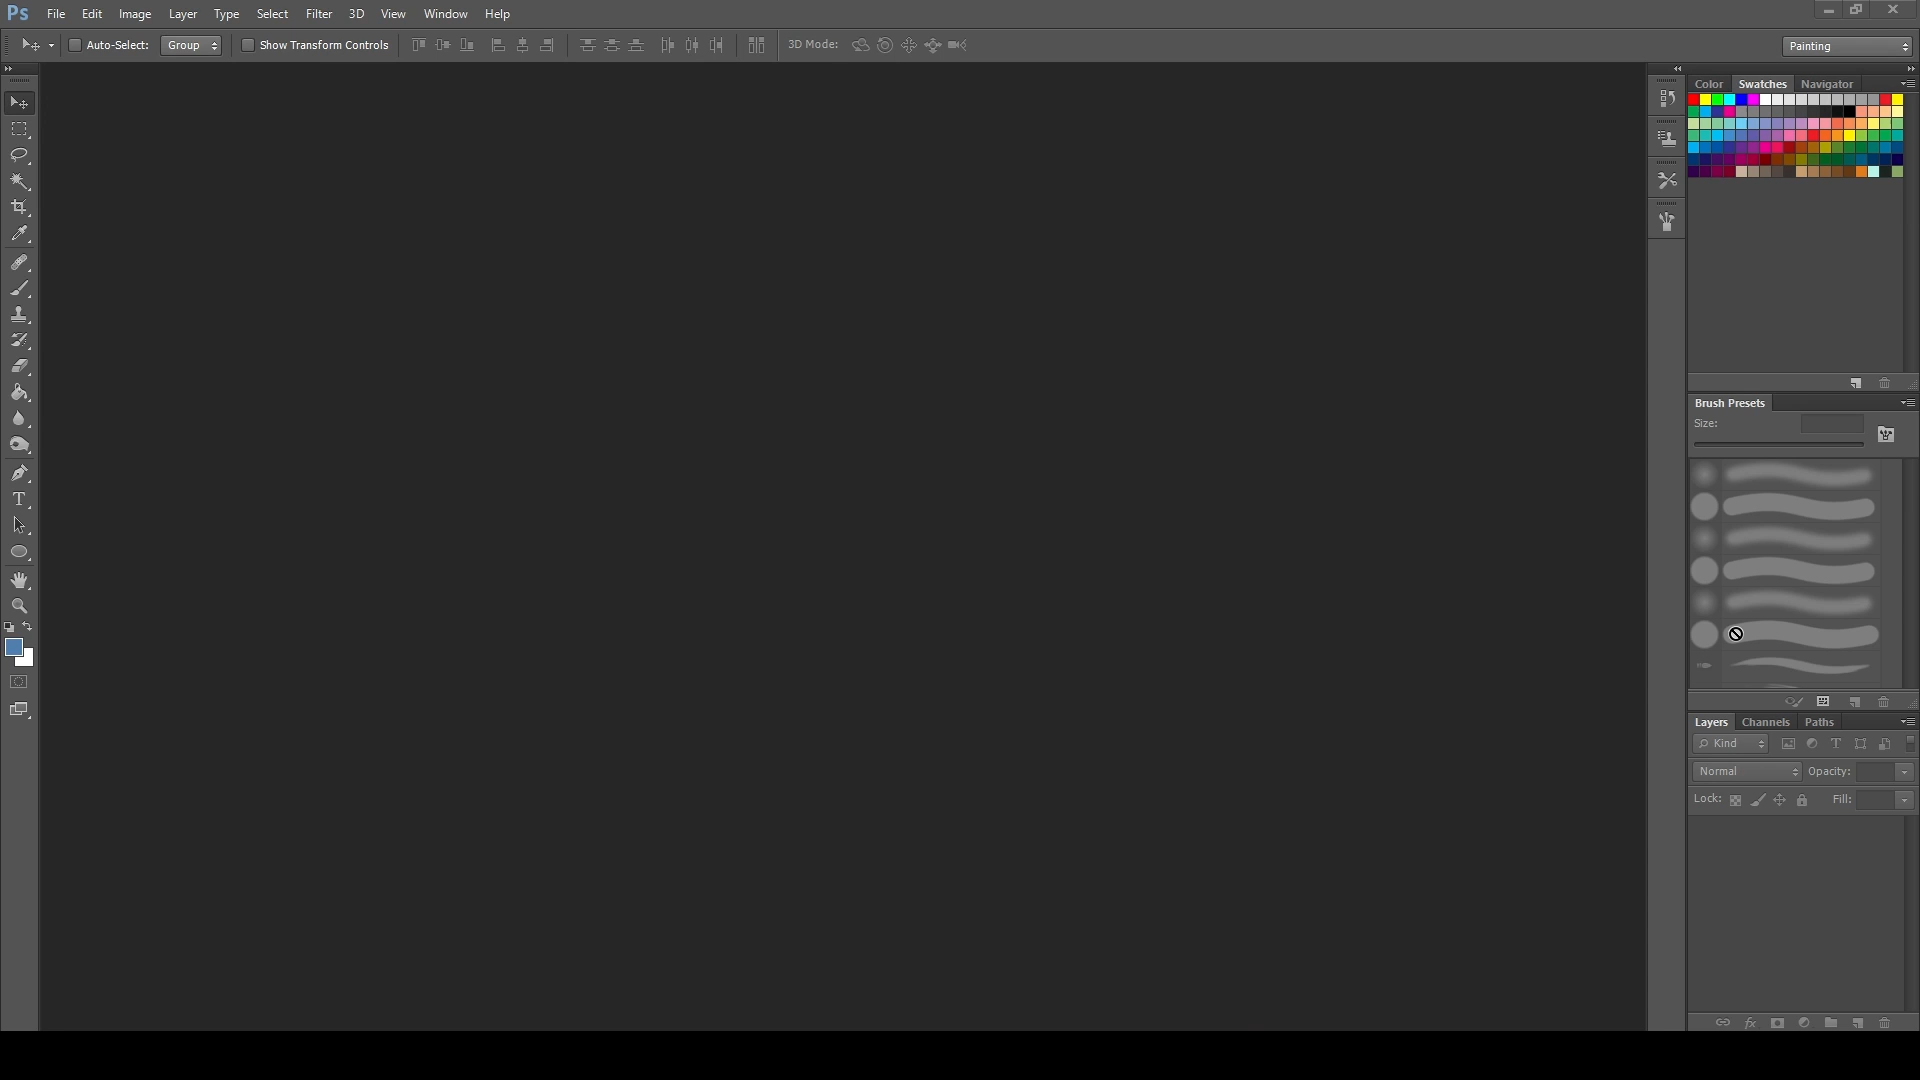 Ps File Edit Image Layer Type Select Filter 3D View Window Help
Auto-Select: Group Show Transform Controls 3D Mode: Painting
Color Swatches Navigator
Brush Presets
Size:
T
Layers Channels Paths
Kind T
Normal Opacity:
Lock: Fill:
fx